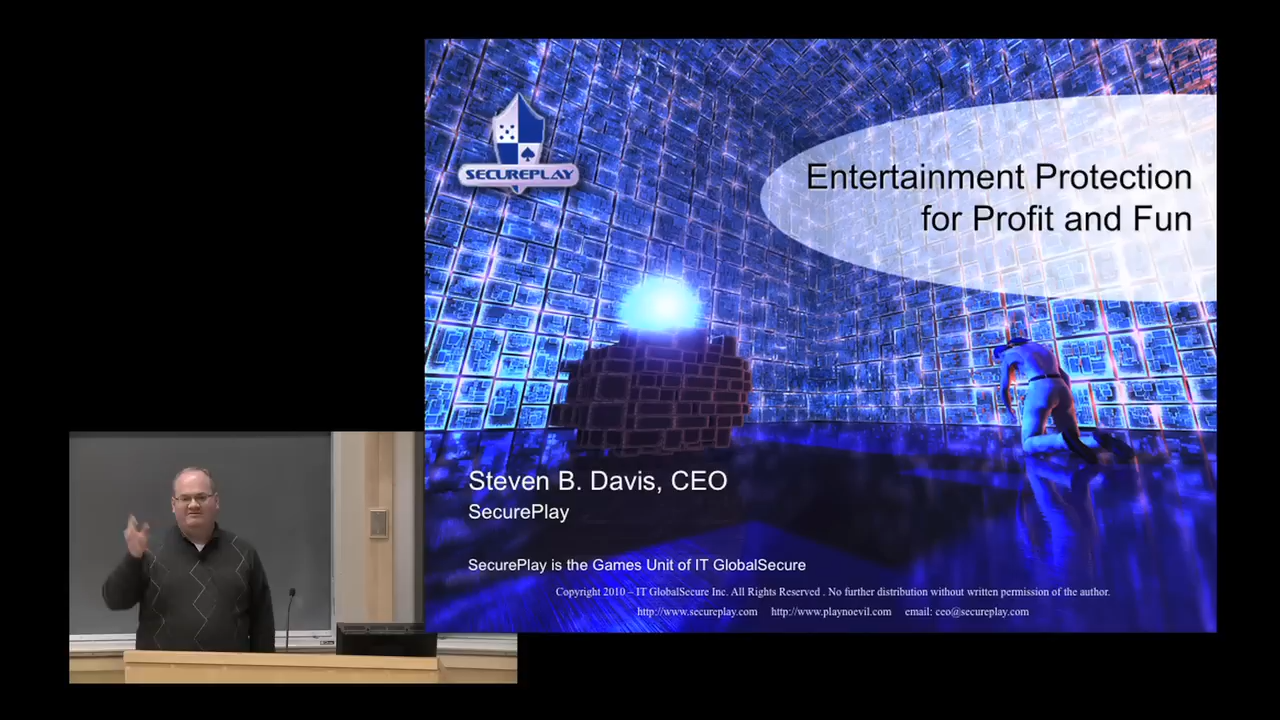 SECUREPLAY
Entertainment Protection
for Profit and Fun
Steven B. Davis, CEO
SecurePlay
SecurePlay is the Games Unit of IT GlobalSecure
Copyright 2010 – IT GlobalSecure Inc. All Rights Reserved . No further distribution without written permission of the author.
http://www.secureplay.com http://www.playnoevil.com email: ceo@secureplay.com